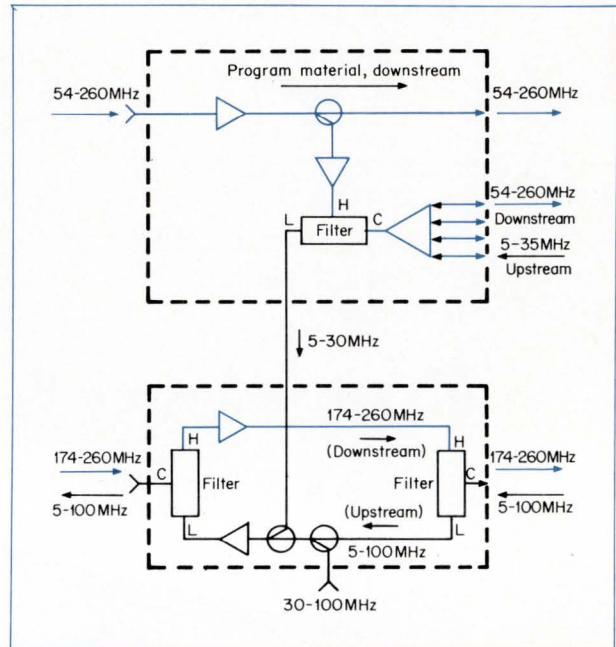 Program material, downstream
54-260MHz
54-260MHz
54-260MHz
H
L
C
Filter
Downstream
5-35MHz
Upstream
5-30MHz
174-260MHz
H
H
(Downstream)
174-260MHz
174-260MHz
C
Filter
Filter
C
5-100MHz
(Upstream)
5-100MHz
L
L
5-100MHz
30-100MHz